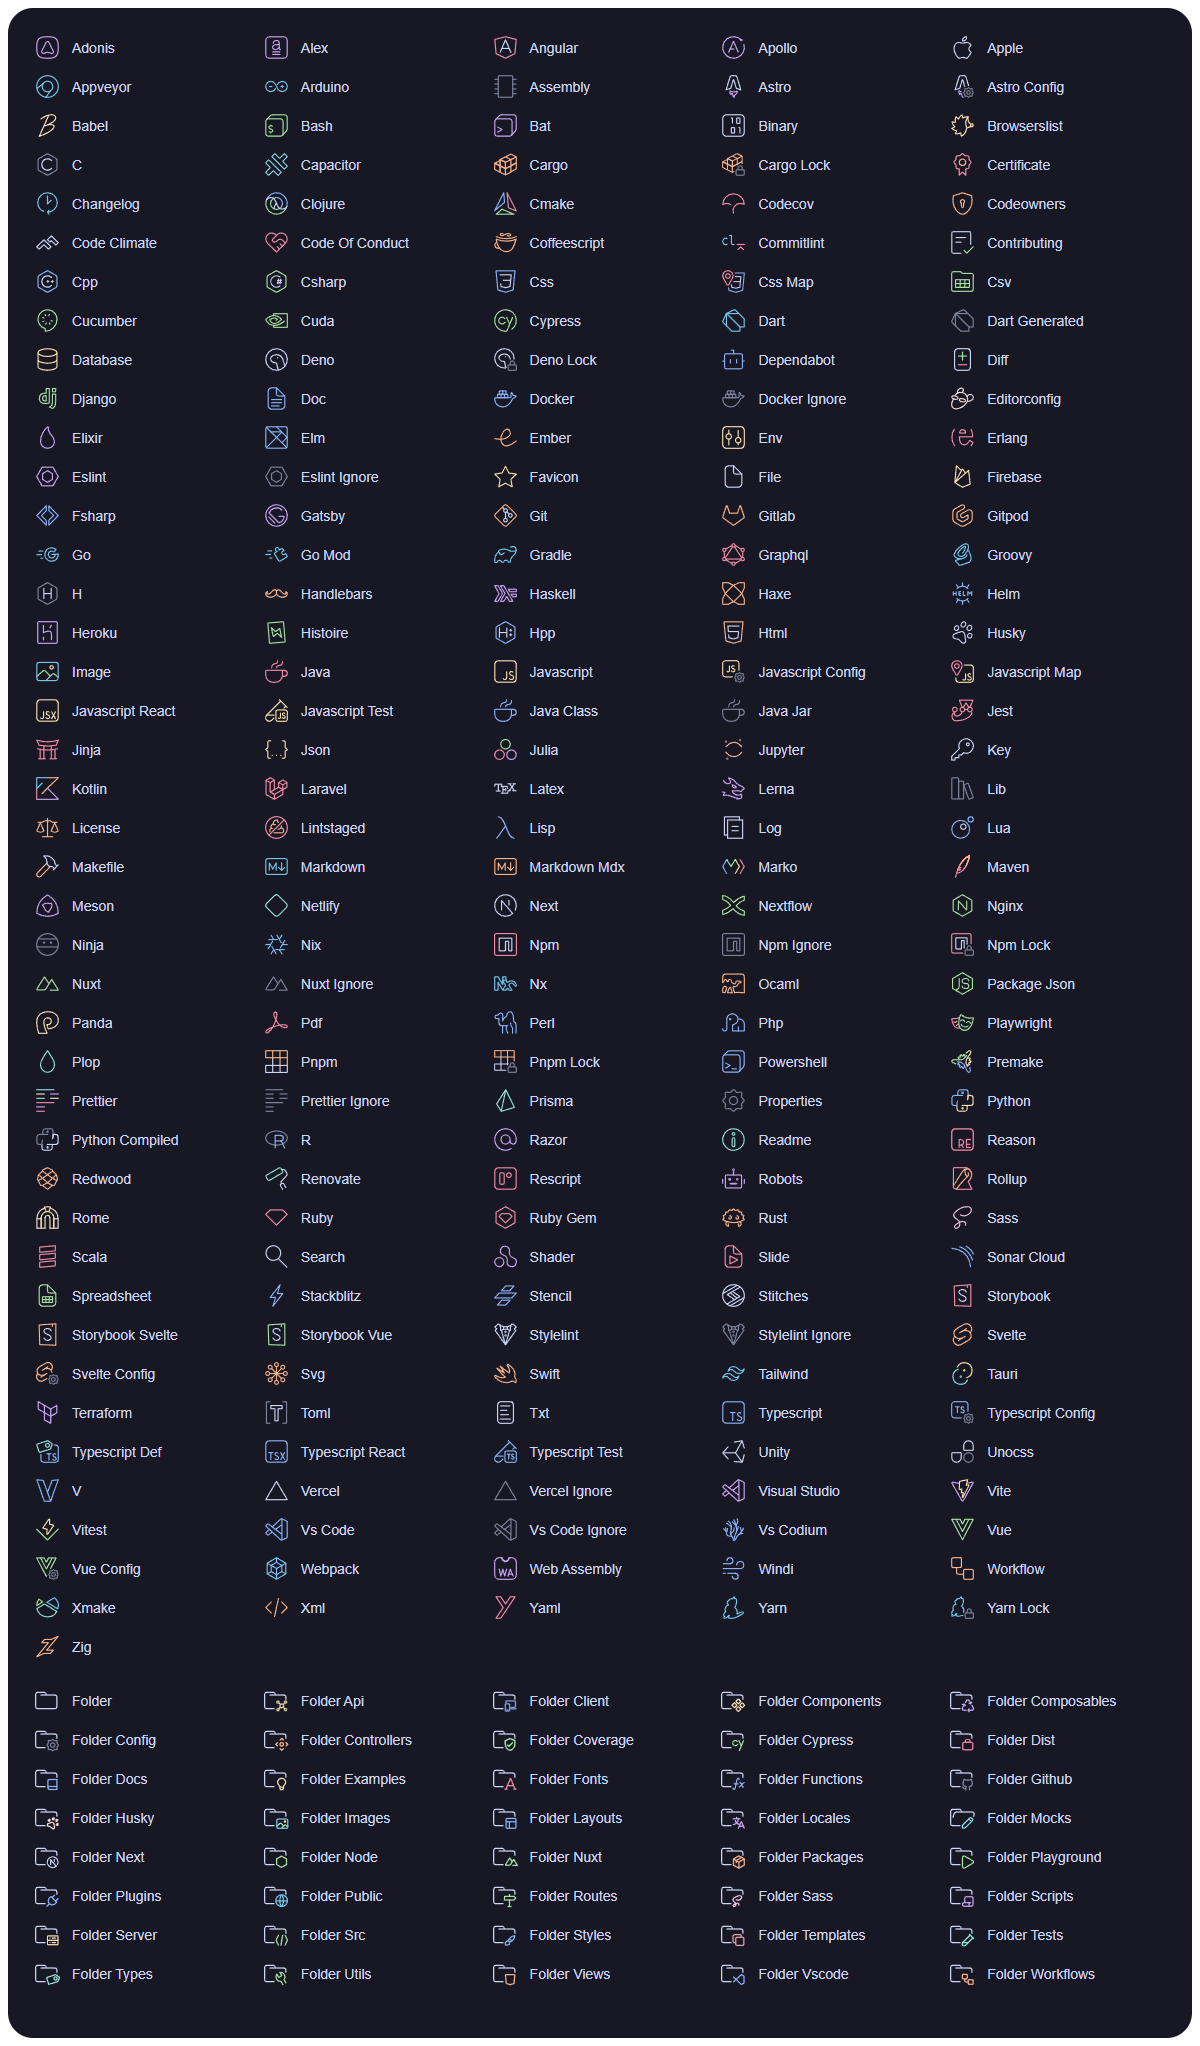 Adonis Alex Angular Apollo Apple
Appveyor Arduino Assembly Astro Astro Config
Babel Bash Bat Binary Browserslist
C Capacitor Cargo Cargo Lock Certificate
Changelog Clojure Cmake Codecov Codeowners
Code Climate Code Of Conduct Coffeescript Commitlint Contributing
Cpp Csharp Css Css Map Csv
Cucumber Cuda Cypress Dart Dart Generated
Database Deno Deno Lock Dependabot Diff
Django Doc Docker Docker Ignore Editorconfig
Elixir Elm Ember Env Erlang
Eslint Eslint Ignore Favicon File Firebase
Fsharp Gatsby Git Gitlab Gitpod
Go Go Mod Gradle Graphql Groovy
H Handlebars Haskell Haxe Helm
Heroku Histoire Hpp Html Husky
Image Java Javascript Javascript Config Javascript Map
Javascript React Javascript Test Java Class Java Jar Jest
Jinja Json Julia Jupyter Key
Kotlin Laravel Latex Lerna Lib
License Lintstaged Lisp Log Lua
Makefile Markdown Markdown Mdx Marko Maven
Meson Netlify Next Nextflow Nginx
Ninja Nix Npm Npm Ignore Npm Lock
Nuxt Nuxt Ignore Nx Ocaml Package Json
Panda Pdf Perl Php Playwright
Plop Pnpm Pnpm Lock Powershell Premake
Prettier Prettier Ignore Prisma Properties Python
Python Compiled R Razor Readme Reason
Redwood Renovate Rescript Robots Rollup
Rome Ruby Ruby Gem Rust Sass
Scala Search Shader Slide Sonar Cloud
Spreadsheet Stackblitz Stencil Stitches Storybook
Storybook Svelte Storybook Vue Stylelint Stylelint Ignore Svelte
Svelte Config Svg Swift Tailwind Tauri
Terraform Toml Txt Typescript Typescript Config
Typescript Def Typescript React Typescript Test Unity Unocss
V Vercel Vercel Ignore Visual Studio Vite
Vitest Vs Code Vs Code Ignore Vs Codium Vue
Vue Config Webpack Web Assembly Windi Workflow
Xmake Xml Yaml Yarn Yarn Lock
Zig
Folder Folder Api Folder Client Folder Components Folder Composables
Folder Config Folder Controllers Folder Coverage Folder Cypress Folder Dist
Folder Docs Folder Examples Folder Fonts Folder Functions Folder Github
Folder Husky Folder Images Folder Layouts Folder Locales Folder Mocks
Folder Next Folder Node Folder Nuxt Folder Packages Folder Playground
Folder Plugins Folder Public Folder Routes Folder Sass Folder Scripts
Folder Server Folder Src Folder Styles Folder Templates Folder Tests
Folder Types Folder Utils Folder Views Folder Vscode Folder Workflows